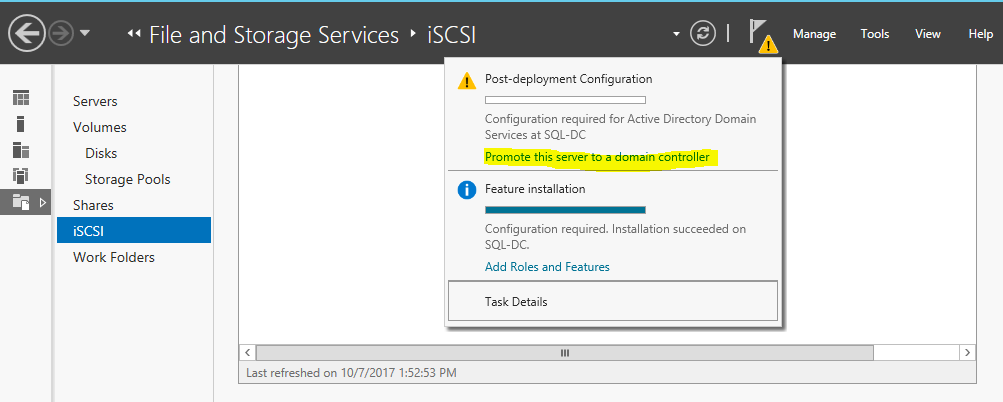 File and Storage Services iSCSI
Manage Tools View Help
Servers
Volumes
Disks
Storage Pools
Shares
iSCSI
Work Folders
Post-deployment Configuration
Configuration required for Active Directory Domain
Services at SQL-DC
Promote this server to a domain controller
Feature installation
Configuration required. Installation succeeded on
SQL-DC.
Add Roles and Features
Task Details
Last refreshed on 10/7/2017 1:52:53 PM